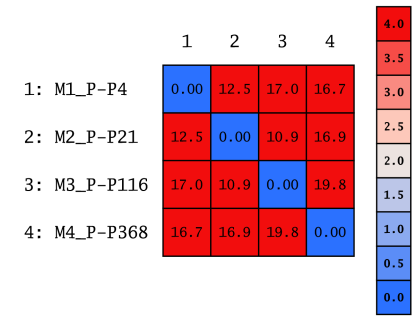 1 2 3 4
1: M1_P-P4 0.00 12.5 17.0 16.7
2: M2_P-P21 12.5 0.00 10.9 16.9
3: M3_P-P116 17.0 10.9 0.00 19.8
4: M4_P-P368 16.7 16.9 19.8 0.00
4.0
3.5
3.0
2.5
2.0
1.5
1.0
0.5
0.0